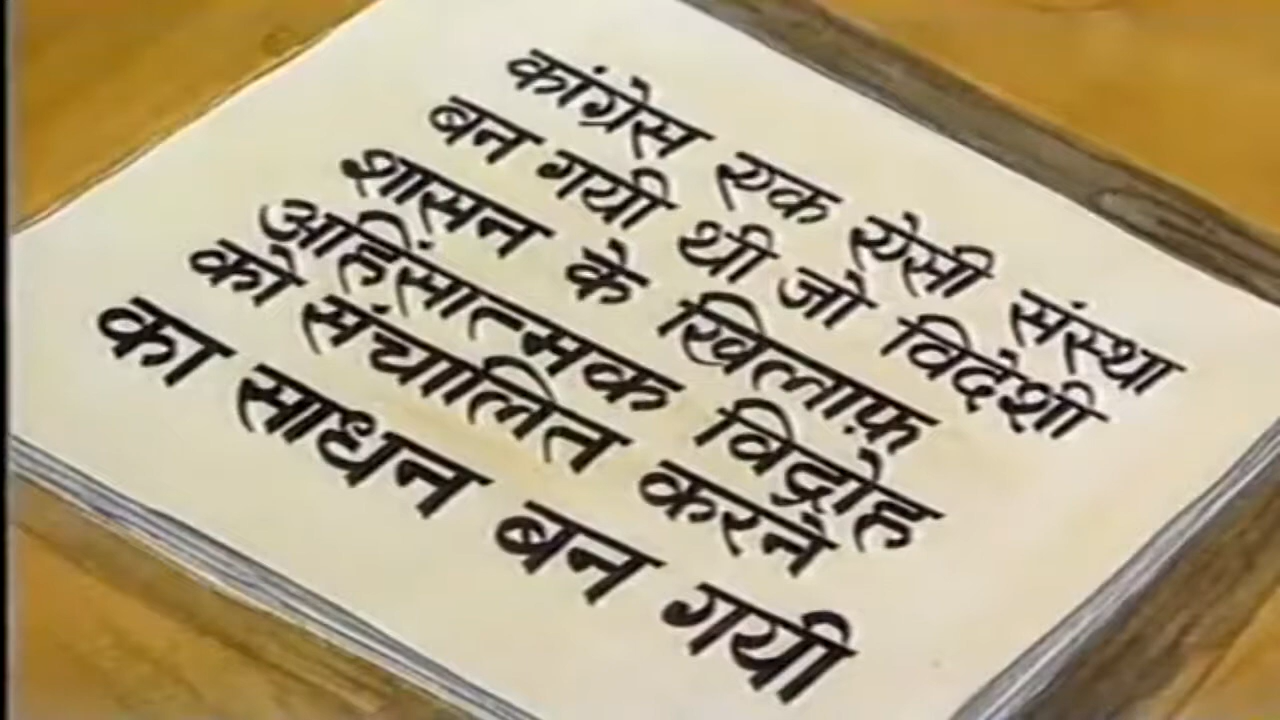 कांग्रेस एक ऐसी संस्था
बन गयी थी जो विदेशी
शासन के खिलाफ़
अहिंसात्मक विद्रोह
को संचालित करने
का साधन बन गयी